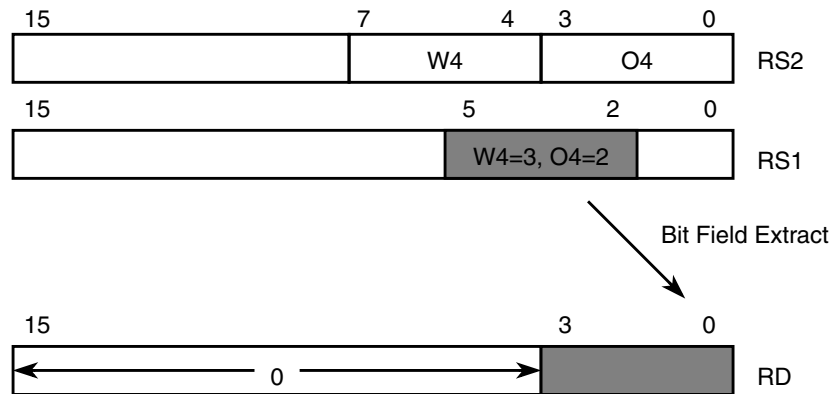 15 7 4 3 0
W4 O4 RS2
15 5 2 0
W4=3, O4=2 RS1
Bit Field Extract
15 3 0
0 RD